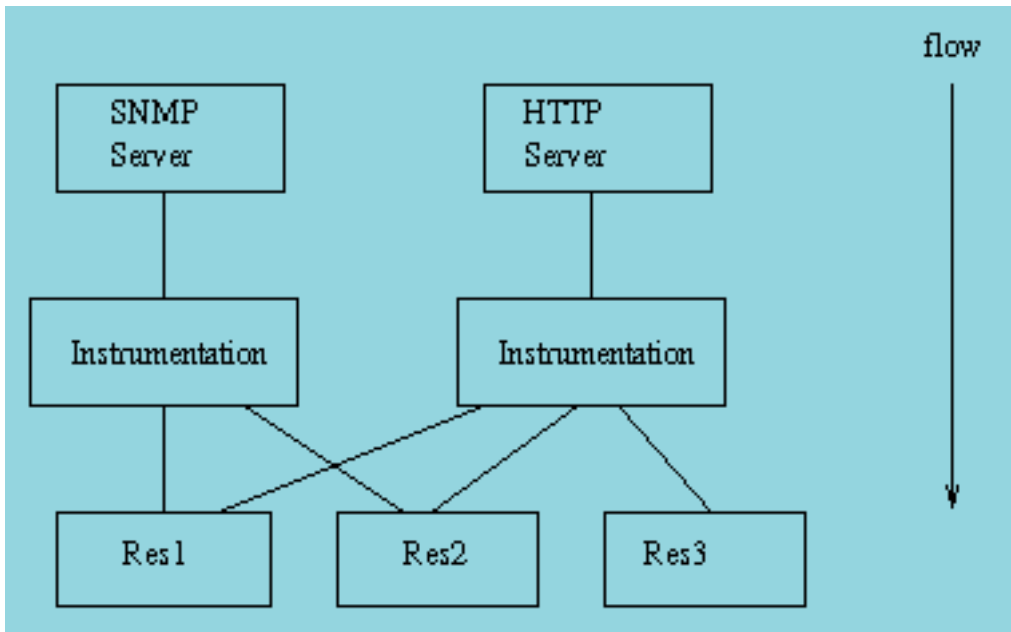 flow
SNMP
Server
HTTP
Server
Instrumentation
Instrumentation
Res1
Res2
Res3